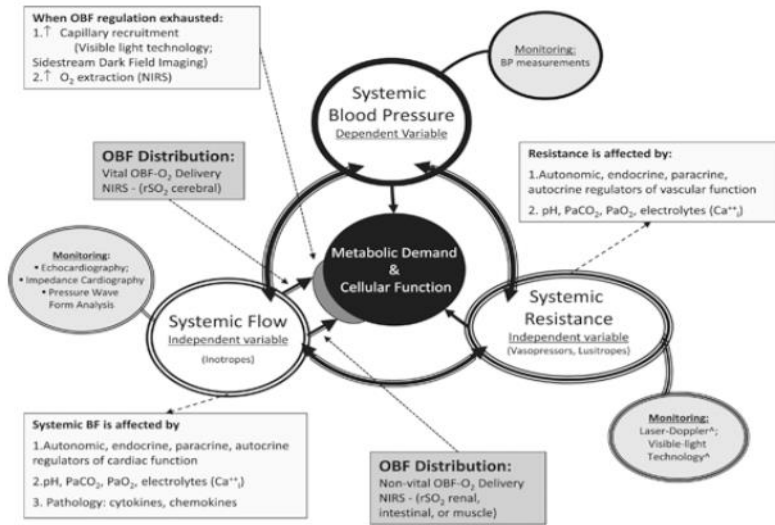 When OBF regulation exhausted:
1.↑ Capillary recruitment
(Visible light technology;
Sidestream Dark Field Imaging)
2.↑ O₂ extraction (NIRS)
Monitoring:
BP measurements
Systemic
Blood Pressure
Dependent Variable
OBF Distribution:
Vital OBF-O₂ Delivery
NIRS - (rSO₂ cerebral)
Resistance is affected by:
1.Autonomic, endocrine, paracrine,
autocrine regulators of vascular function
2. pH, PaCO₂, PaO₂, electrolytes (Ca⁺⁺ᵢ)
Monitoring:
• Echocardiography;
• Impedance Cardiography
• Pressure Wave
Form Analysis
Metabolic Demand
&
Cellular Function
Systemic Flow
Independent variable
(Inotropes)
Systemic
Resistance
Independent variable
(Vasopressors, Lusitropes)
Systemic BF is affected by
1.Autonomic, endocrine, paracrine, autocrine
regulators of cardiac function
2.pH, PaCO₂, PaO₂, electrolytes (Ca⁺⁺ᵢ)
3. Pathology: cytokines, chemokines
OBF Distribution:
Non-vital OBF-O₂ Delivery
NIRS - (rSO₂ renal,
intestinal, or muscle)
Monitoring:
Laser-Doppler^;
Visible-light
Technology^